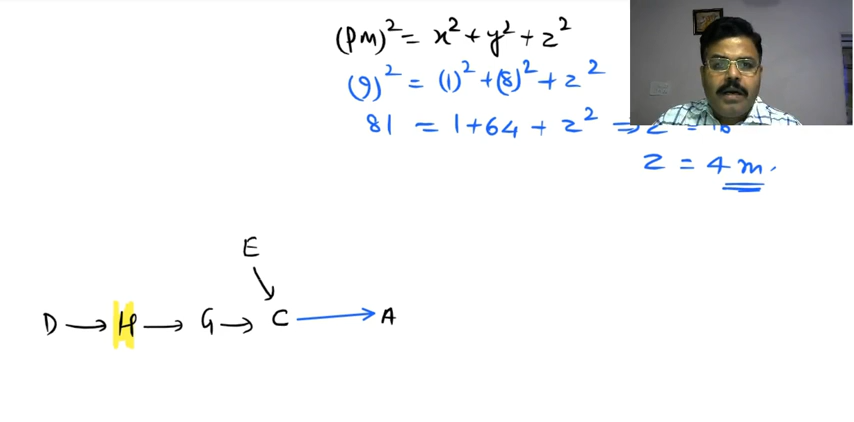 (PM)² = x² + y² + z²
(9)² = (1)² + (8)² + z²
81 = 1 + 64 + z² ⇒
z = 4 m.
E
D → H → G → C → A